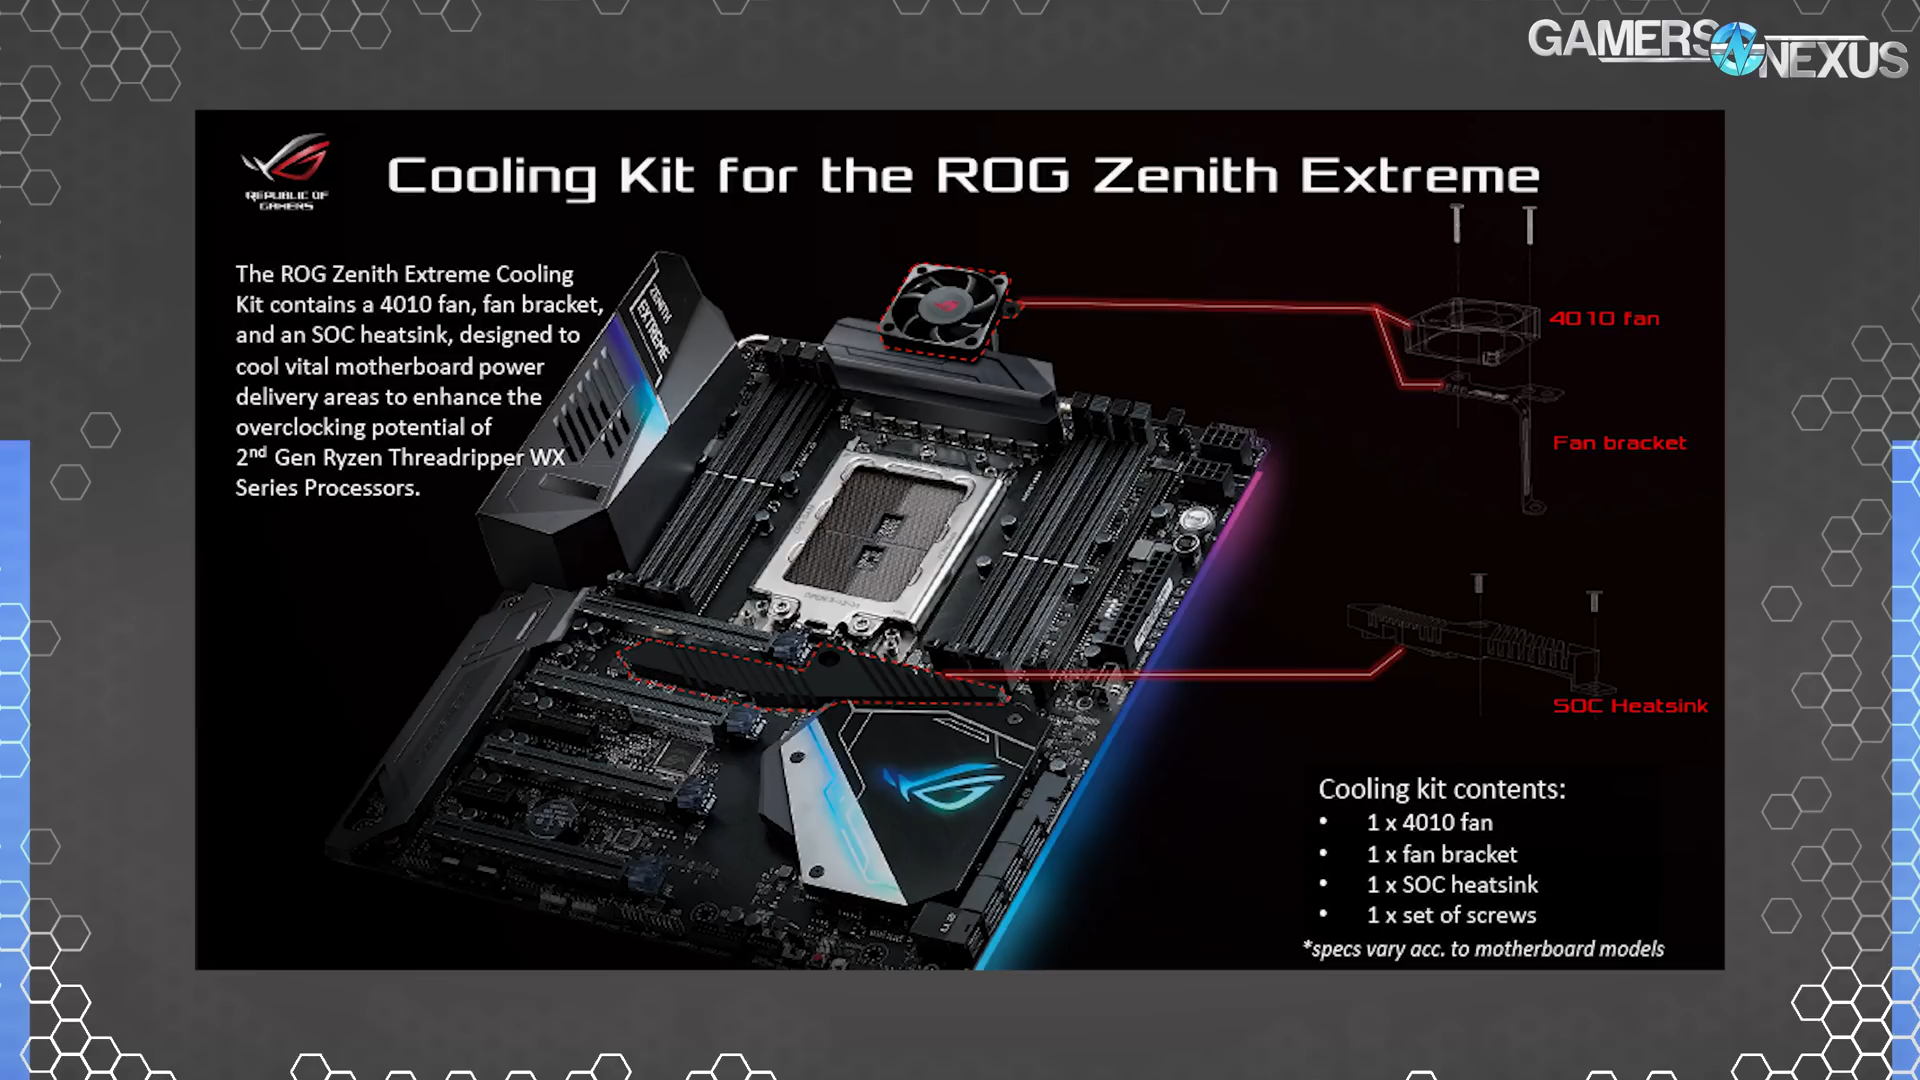 GAMERS NEXUS
REPUBLIC OF
GAMERS
Cooling Kit for the ROG Zenith Extreme
The ROG Zenith Extreme Cooling
Kit contains a 4010 fan, fan bracket,
and an SOC heatsink, designed to
cool vital motherboard power
delivery areas to enhance the
overclocking potential of
2nd Gen Ryzen Threadripper WX
Series Processors.
ZENITH
EXTREME
4010 fan
Fan bracket
SOC Heatsink
Cooling kit contents:
• 1 x 4010 fan
• 1 x fan bracket
• 1 x SOC heatsink
• 1 x set of screws
*specs vary acc. to motherboard models